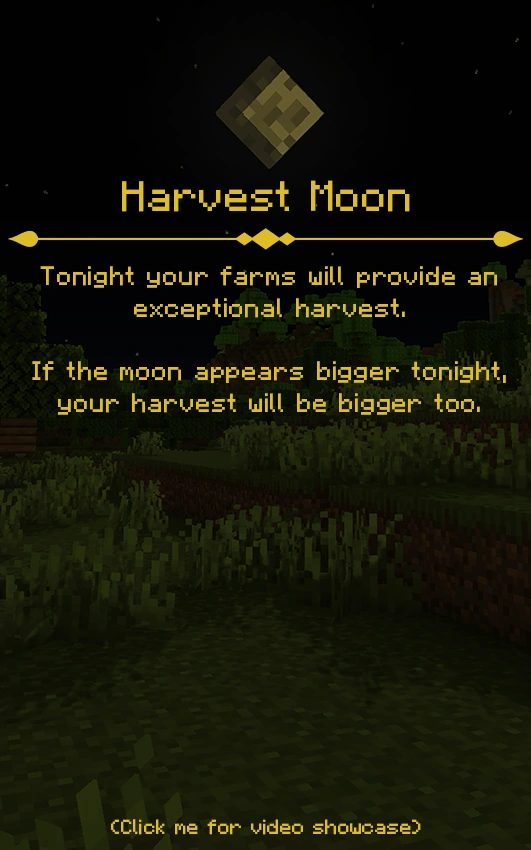 Harvest Moon
Tonight your farms will provide an
exceptional harvest.
If the moon appears bigger tonight,
your harvest will be bigger too.
(Click me for video showcase)